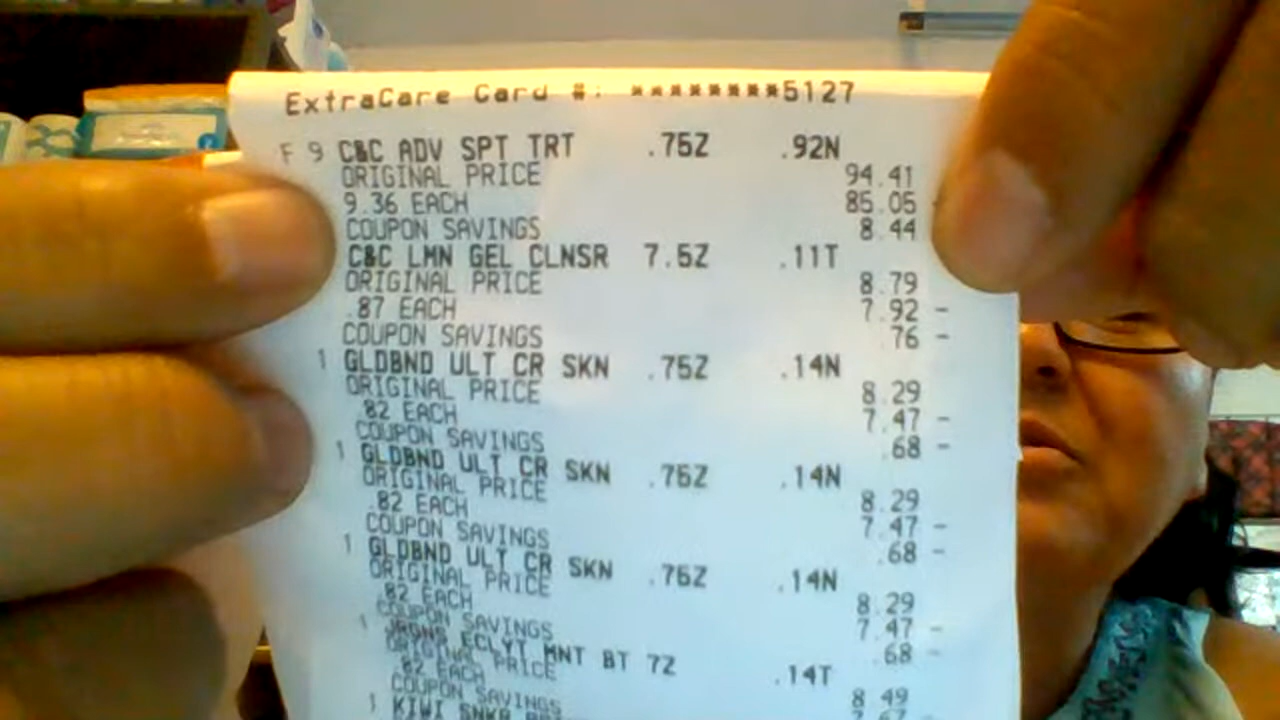 ExtraCare Card #: ********5127
F 9 C&C ADV SPT TRT .75Z .92N
ORIGINAL PRICE 94.41
9.36 EACH 85.05
COUPON SAVINGS 8.44
C&C LMN GEL CLNSR 7.5Z .11T
ORIGINAL PRICE 8.79
.87 EACH 7.92 -
COUPON SAVINGS .76 -
1 GLDBND ULT CR SKN .75Z .14N
ORIGINAL PRICE 8.29
.82 EACH 7.47 -
COUPON SAVINGS .68 -
1 GLDBND ULT CR SKN .75Z .14N
ORIGINAL PRICE 8.29
.82 EACH 7.47 -
COUPON SAVINGS .68 -
1 GLDBND ULT CR SKN .75Z .14N
ORIGINAL PRICE 8.29
.82 EACH 7.47 -
COUPON SAVINGS .68 -
1 ECLYT MNT BT 7Z .14T
ORIGINAL PRICE 8.49
.82 EACH
COUPON SAVINGS
1 KIWI